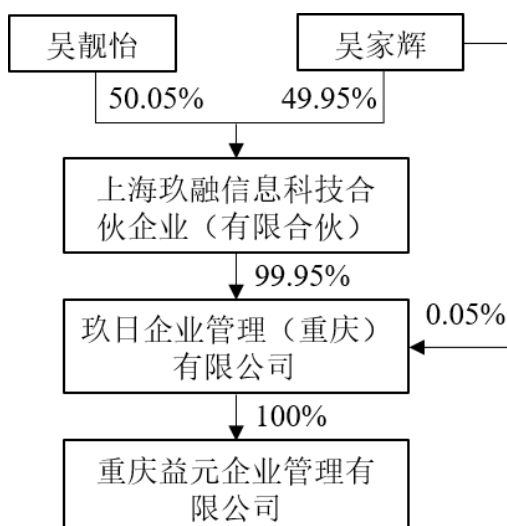 吴靓怡
吴家辉
50.05%
49.95%
上海玖融信息科技合
伙企业（有限合伙）
99.95%
玖日企业管理（重庆）
有限公司
0.05%
100%
重庆益元企业管理有
限公司